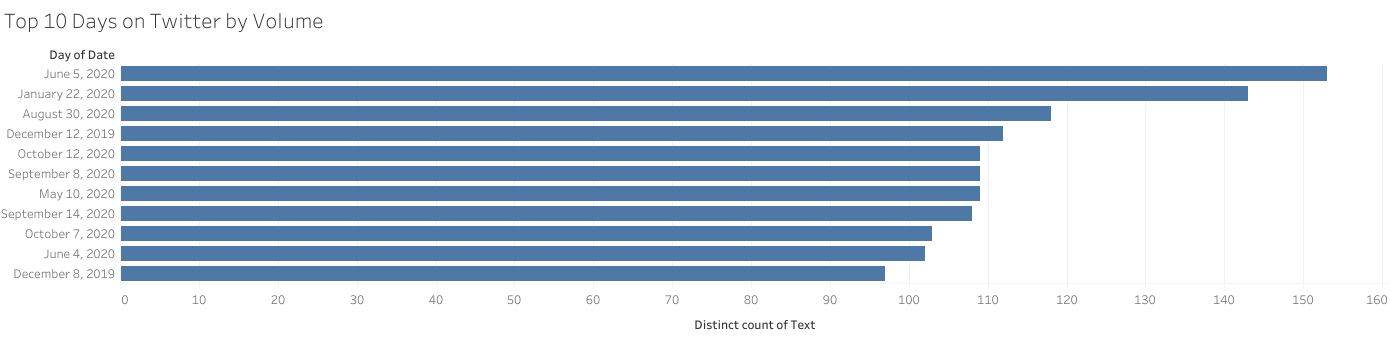 Top 10 Days on Twitter by Volume
Day of Date
June 5, 2020
January 22, 2020
August 30, 2020
December 12, 2019
October 12, 2020
September 8, 2020
May 10, 2020
September 14, 2020
October 7, 2020
June 4, 2020
December 8, 2019
0 10 20 30 40 50 60 70 80 90 100 110 120 130 140 150 160
Distinct count of Text